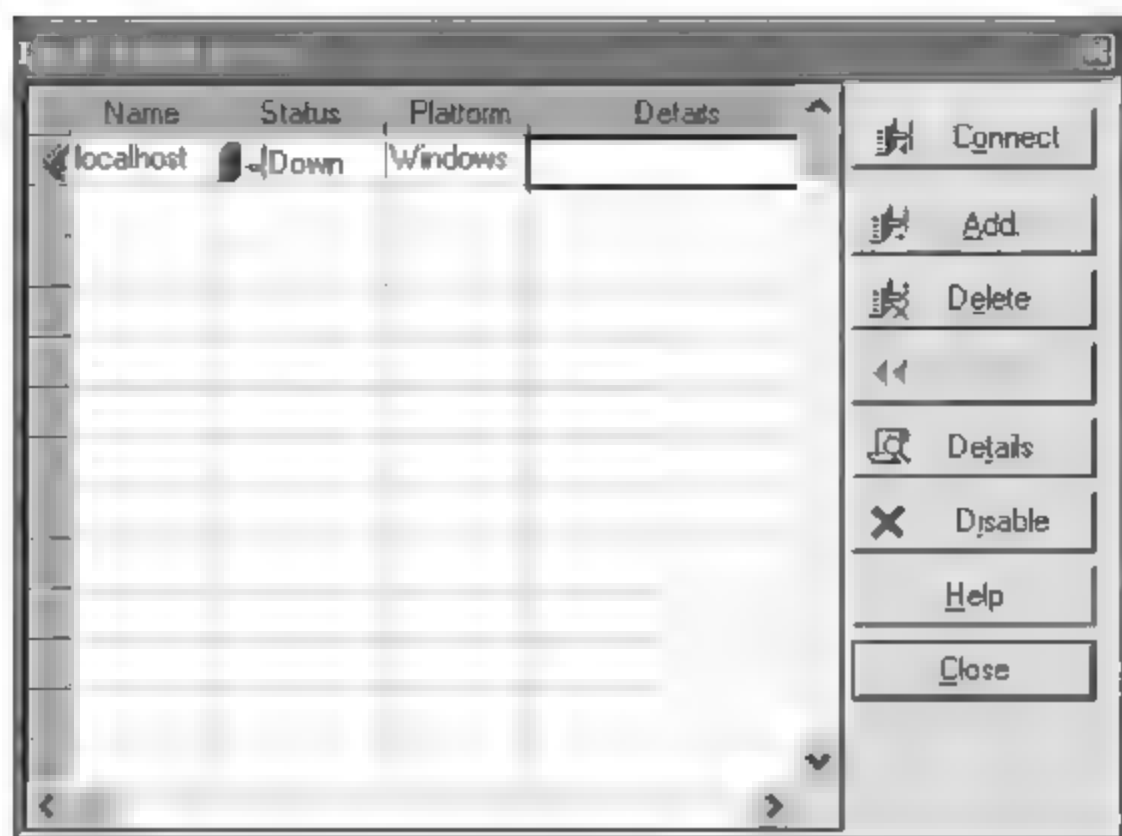 Name Status Platform Details
localhost Down Windows
Connect
Add.
Delete
Details
Disable
Help
Close